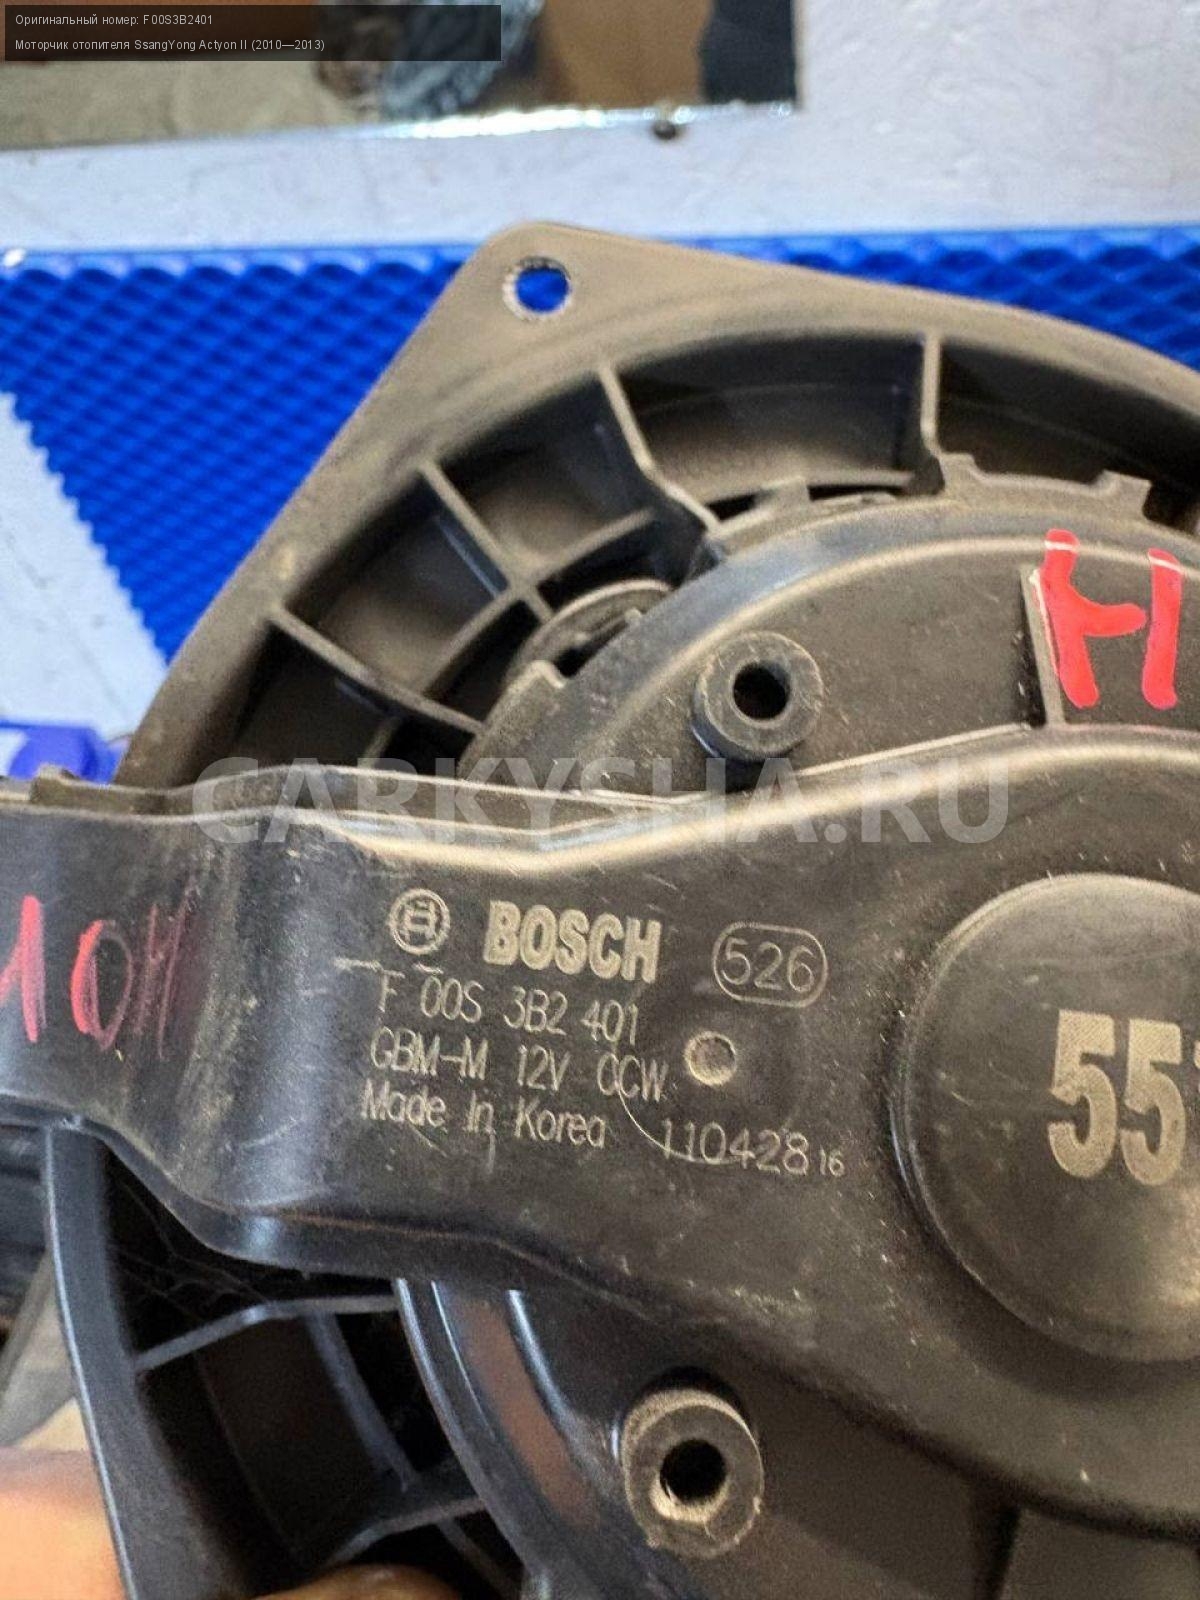 Оригинальный номер: F00S3B2401
Моторчик отопителя SsangYong Actyon II (2010—2013)
H
CARKYSHA.RU
10H
BOSCH 526
F 00S 3B2 401
GBM-M 12V CCW
Made In Korea 110428 16
55